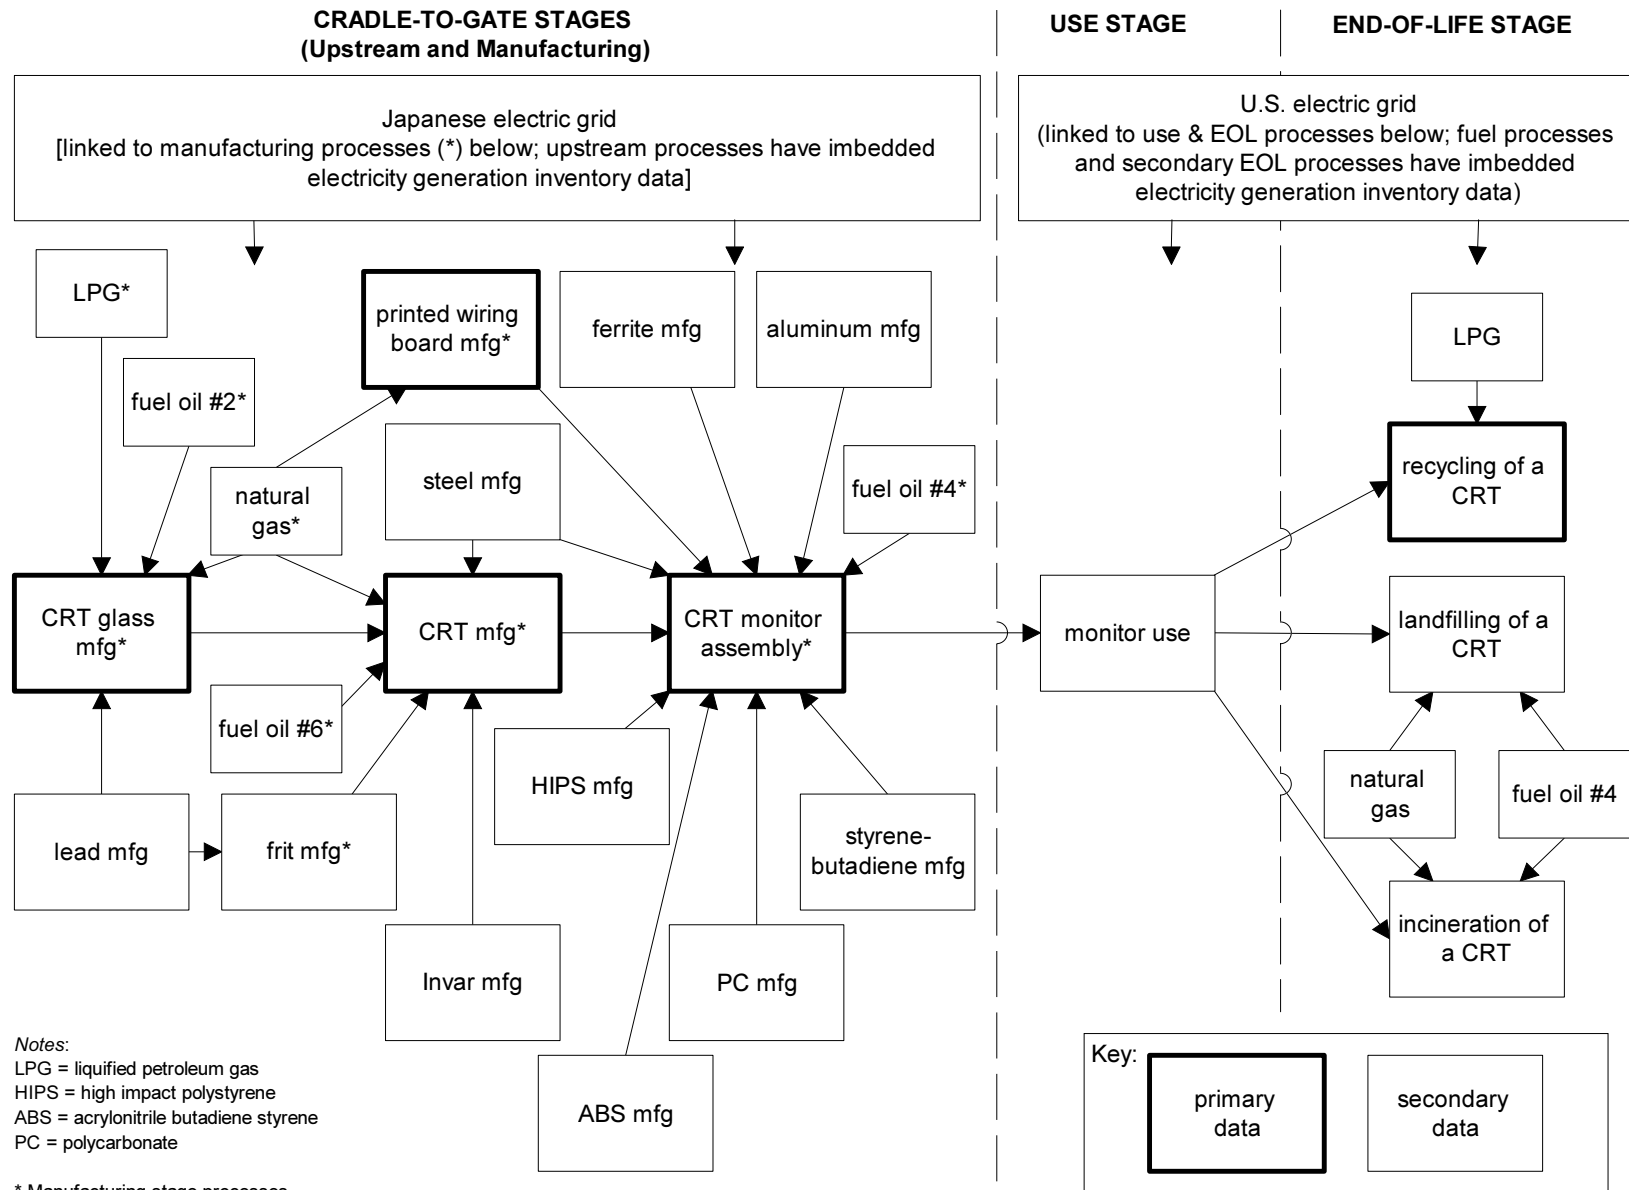 CRADLE-TO-GATE STAGES
(Upstream and Manufacturing)
USE STAGE
END-OF-LIFE STAGE
Japanese electric grid
[linked to manufacturing processes (*) below; upstream processes have imbedded
electricity generation inventory data]
U.S. electric grid
(linked to use & EOL processes below; fuel processes
and secondary EOL processes have imbedded
electricity generation inventory data)
LPG*
printed wiring
board mfg*
ferrite mfg
aluminum mfg
LPG
fuel oil #2*
natural
gas*
steel mfg
fuel oil #4*
recycling of a
CRT
CRT glass
mfg*
CRT mfg*
CRT monitor
assembly*
monitor use
landfilling of a
CRT
fuel oil #6*
HIPS mfg
natural
gas
fuel oil #4
lead mfg
frit mfg*
styrene-
butadiene mfg
Invar mfg
PC mfg
incineration of
a CRT
ABS mfg
Notes:
LPG = liquified petroleum gas
HIPS = high impact polystyrene
ABS = acrylonitrile butadiene styrene
PC = polycarbonate
* Manufacturing stage processes
Key:
primary
data
secondary
data